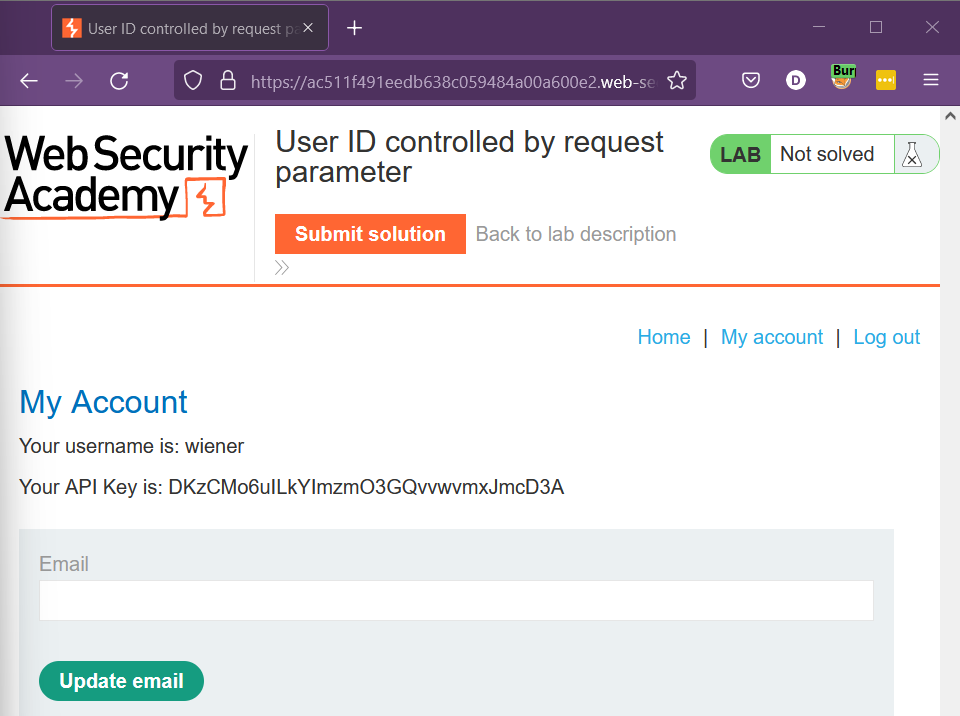 User ID controlled by request pa
Bur
https://ac511f491eedb638c059484a00a600e2.web-se
D
Web Security
Academy
User ID controlled by request
parameter
LAB Not solved
Submit solution Back to lab description
Home | My account | Log out
My Account
Your username is: wiener
Your API Key is: DKzCMo6uILkYImzmO3GQvvwvmxJmcD3A
Email
Update email